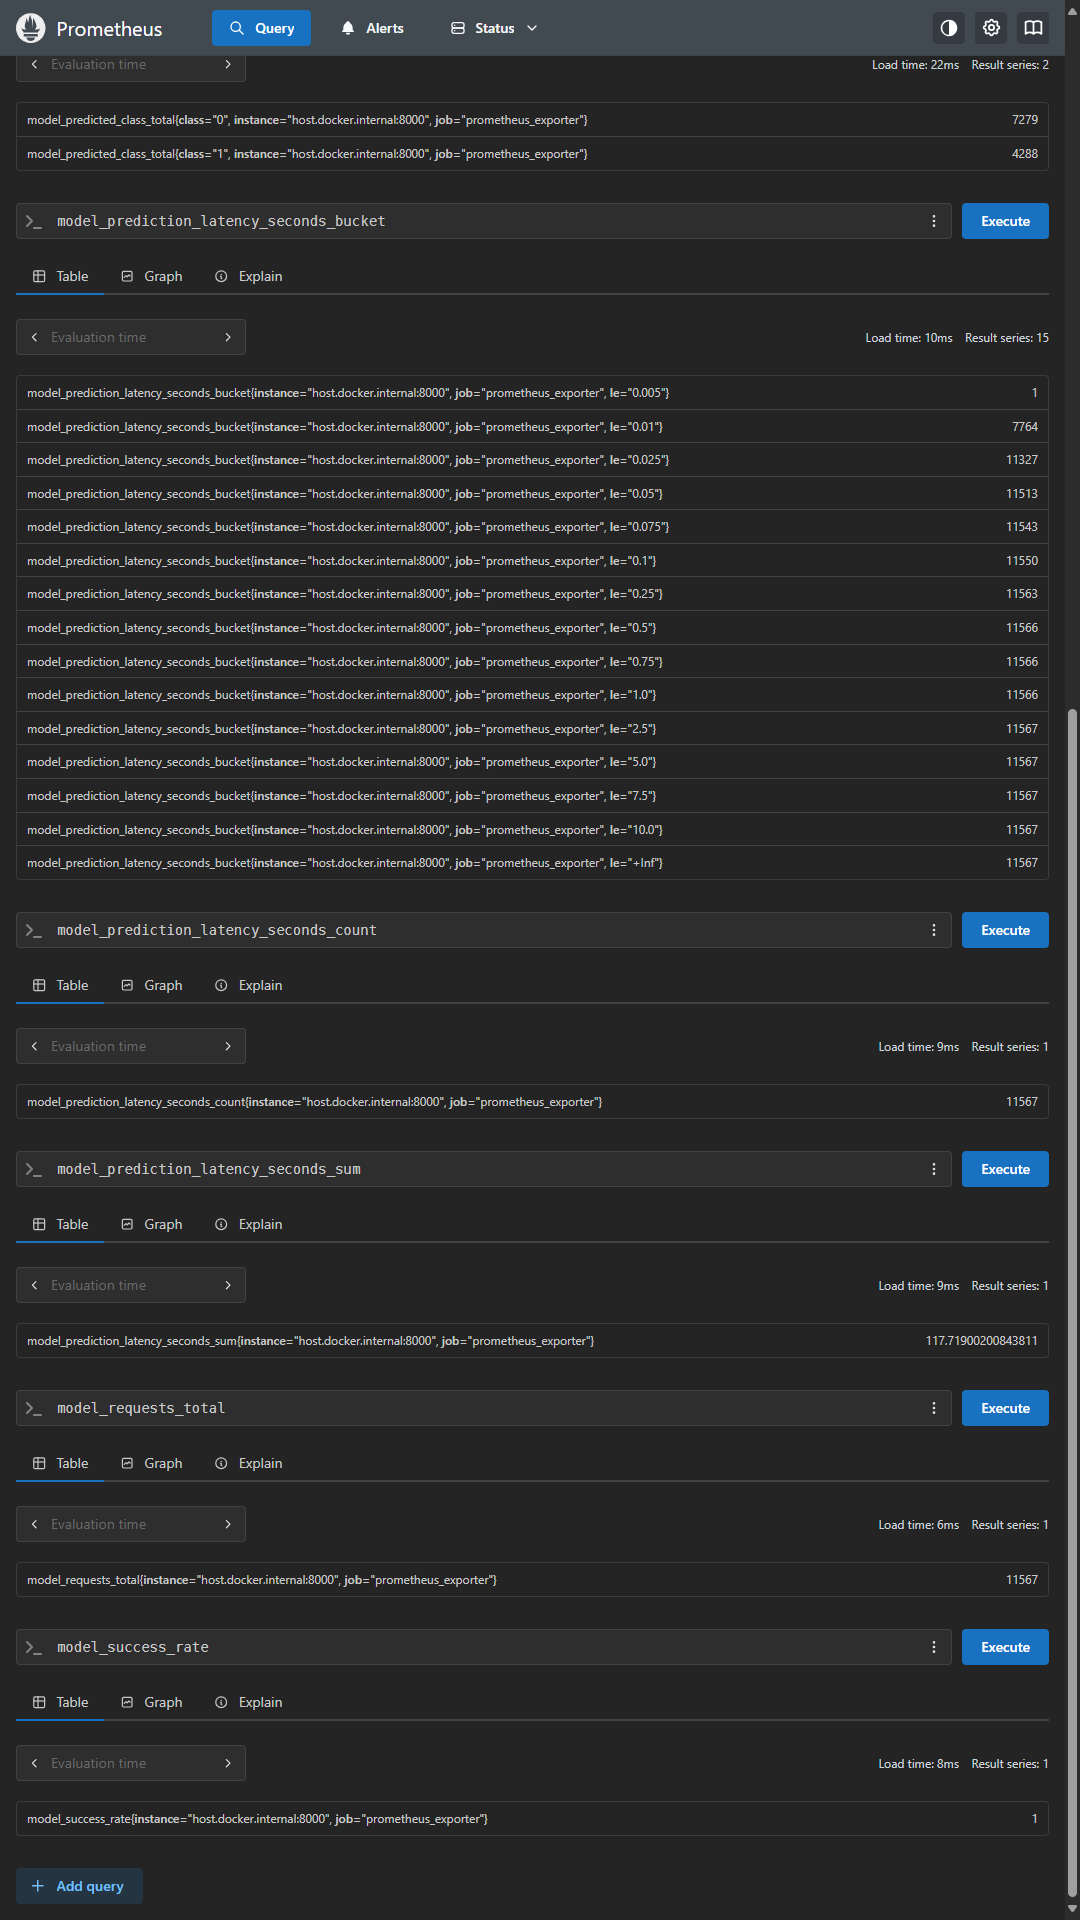 Prometheus Query Alerts Status
Evaluation time Load time: 22ms Result series: 2
model_predicted_class_total{class="0", instance="host.docker.internal:8000", job="prometheus_exporter"} 7279
model_predicted_class_total{class="1", instance="host.docker.internal:8000", job="prometheus_exporter"} 4288
>_ model_prediction_latency_seconds_bucket Execute
Table Graph Explain
Evaluation time Load time: 10ms Result series: 15
model_prediction_latency_seconds_bucket{instance="host.docker.internal:8000", job="prometheus_exporter", le="0.005"} 1
model_prediction_latency_seconds_bucket{instance="host.docker.internal:8000", job="prometheus_exporter", le="0.01"} 7764
model_prediction_latency_seconds_bucket{instance="host.docker.internal:8000", job="prometheus_exporter", le="0.025"} 11327
model_prediction_latency_seconds_bucket{instance="host.docker.internal:8000", job="prometheus_exporter", le="0.05"} 11513
model_prediction_latency_seconds_bucket{instance="host.docker.internal:8000", job="prometheus_exporter", le="0.075"} 11543
model_prediction_latency_seconds_bucket{instance="host.docker.internal:8000", job="prometheus_exporter", le="0.1"} 11550
model_prediction_latency_seconds_bucket{instance="host.docker.internal:8000", job="prometheus_exporter", le="0.25"} 11563
model_prediction_latency_seconds_bucket{instance="host.docker.internal:8000", job="prometheus_exporter", le="0.5"} 11566
model_prediction_latency_seconds_bucket{instance="host.docker.internal:8000", job="prometheus_exporter", le="0.75"} 11566
model_prediction_latency_seconds_bucket{instance="host.docker.internal:8000", job="prometheus_exporter", le="1.0"} 11566
model_prediction_latency_seconds_bucket{instance="host.docker.internal:8000", job="prometheus_exporter", le="2.5"} 11567
model_prediction_latency_seconds_bucket{instance="host.docker.internal:8000", job="prometheus_exporter", le="5.0"} 11567
model_prediction_latency_seconds_bucket{instance="host.docker.internal:8000", job="prometheus_exporter", le="7.5"} 11567
model_prediction_latency_seconds_bucket{instance="host.docker.internal:8000", job="prometheus_exporter", le="10.0"} 11567
model_prediction_latency_seconds_bucket{instance="host.docker.internal:8000", job="prometheus_exporter", le="+Inf"} 11567
>_ model_prediction_latency_seconds_count Execute
Table Graph Explain
Evaluation time Load time: 9ms Result series: 1
model_prediction_latency_seconds_count{instance="host.docker.internal:8000", job="prometheus_exporter"} 11567
>_ model_prediction_latency_seconds_sum Execute
Table Graph Explain
Evaluation time Load time: 9ms Result series: 1
model_prediction_latency_seconds_sum{instance="host.docker.internal:8000", job="prometheus_exporter"} 117.71900200843811
>_ model_requests_total Execute
Table Graph Explain
Evaluation time Load time: 6ms Result series: 1
model_requests_total{instance="host.docker.internal:8000", job="prometheus_exporter"} 11567
>_ model_success_rate Execute
Table Graph Explain
Evaluation time Load time: 8ms Result series: 1
model_success_rate{instance="host.docker.internal:8000", job="prometheus_exporter"} 1
+ Add query